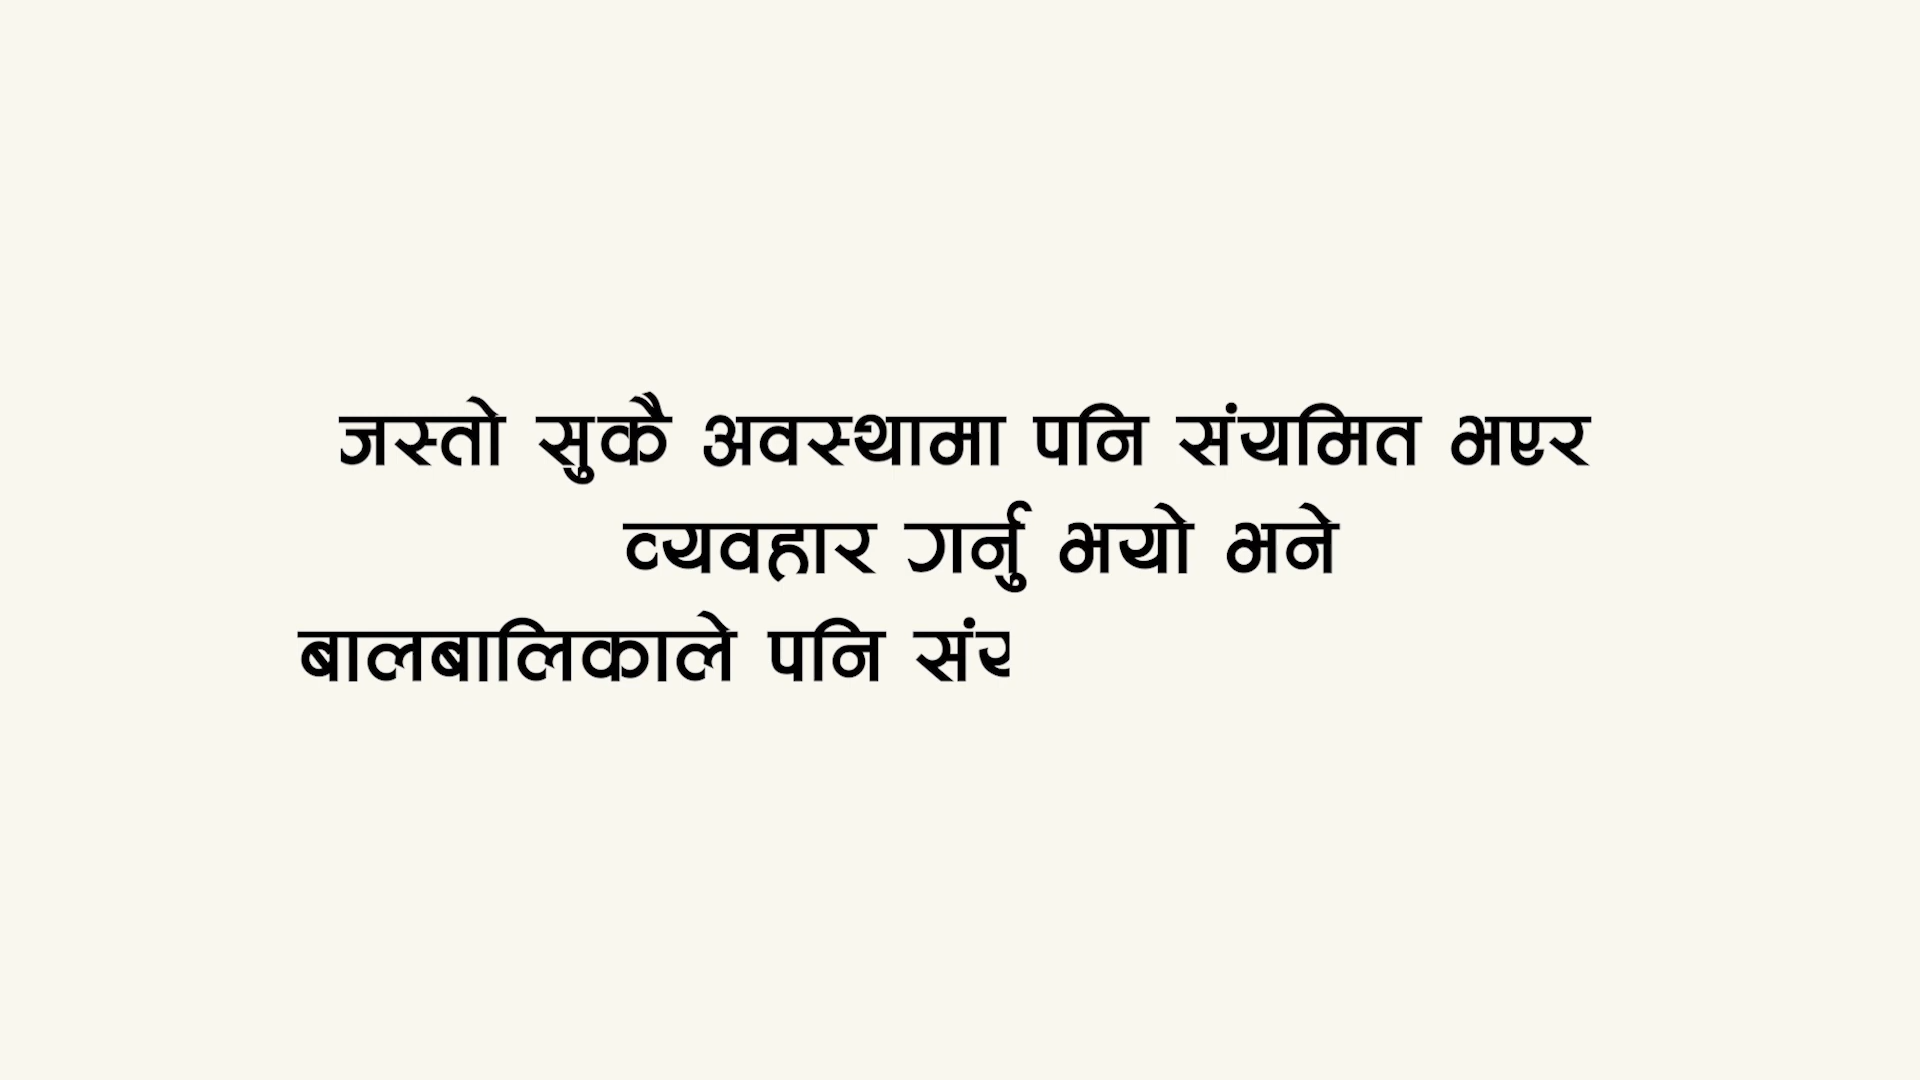 जस्तो सुकै अवस्थामा पनि संयमित भएर
व्यवहार गर्नु भयो भने
बालबालिकाले पनि